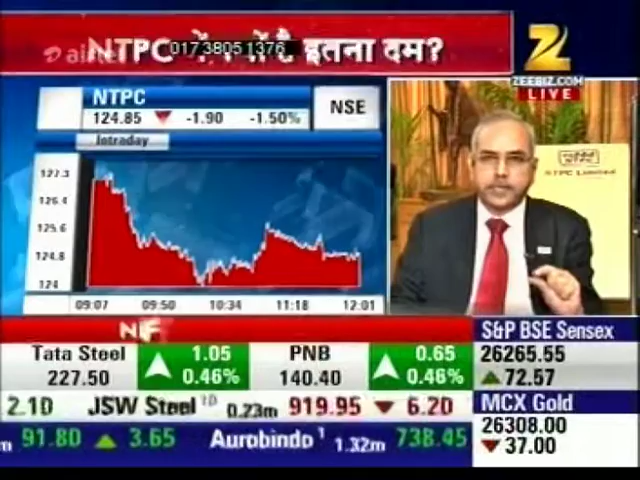 NTPC में क्यों है इतना दम?
airtel
01738051376
ZEEBIZ.COM
LIVE
NTPC
124.85 ▼ -1.90 -1.50%
NSE
Intraday
127.3
126.4
125.6
124.8
124
09:07 09:50 10:34 11:18 12:01
NTPC Limited
Tata Steel
227.50
▲ 1.05
0.46%
PNB
140.40
▲ 0.65
0.46%
S&P BSE Sensex
26265.55
▲ 72.57
MCX Gold
26308.00
▼ 37.00
2.10 JSW Steel 0.23m 919.95 ▼ 6.20
m 91.80 ▲ 3.65 Aurobindo 1.32m 738.45